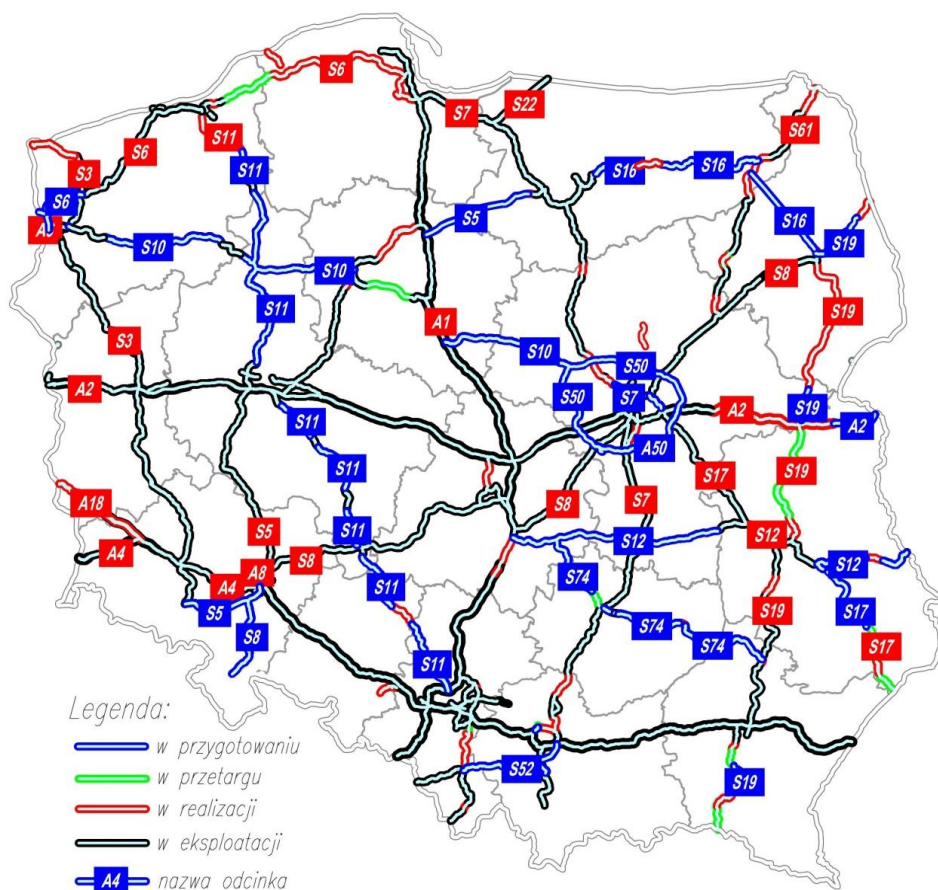 S6
S22
S7
S61
S11
S6
S11
S16
S16
S3
S6
S5
S16
S19
S10
S10
S8
S11
S19
A1
S3
S10
S50
A2
S50
S7
S19
A2
A2
S11
A50
S11
S19
S17
A18
S8
S7
S5
S11
S12
S12
A4
S8
S12
A8
S74
A4
S11
S5
S19
S17
S8
S74
S74
S17
S11
S52
S19
Legenda:
w przygotowaniu
w przetargu
w realizacji
w eksploatacji
A4 nazwa odcinka